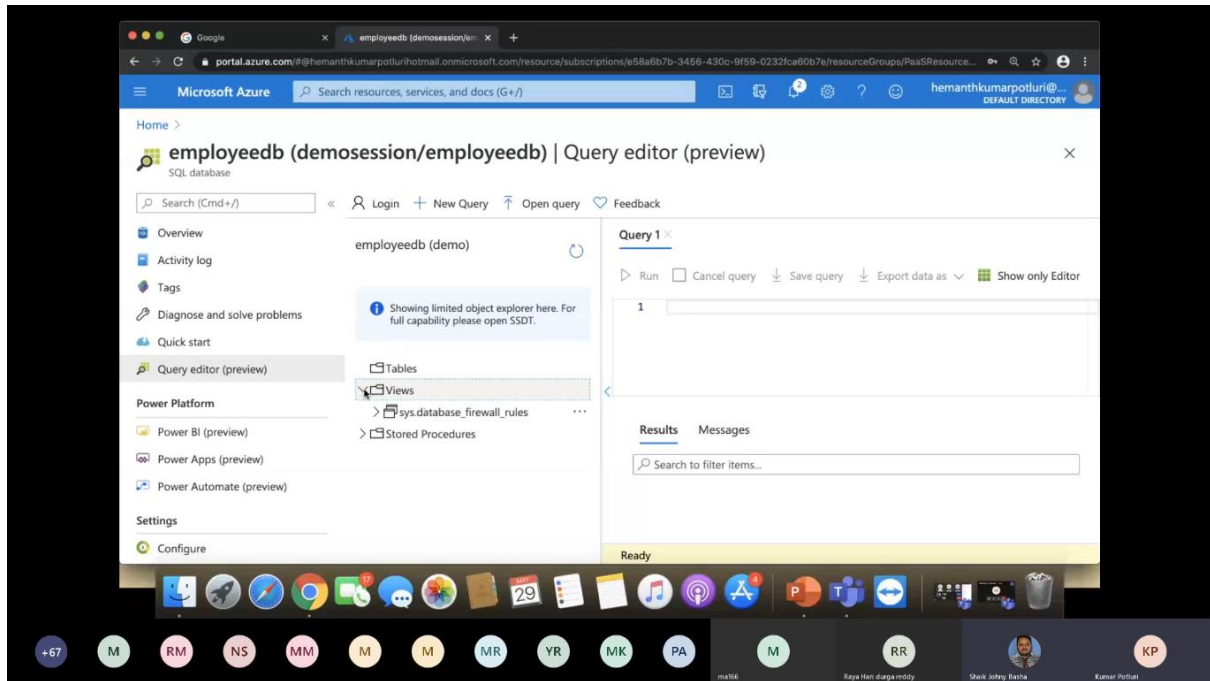 Google
employeedb (demosession/em
portal.azure.com/#@hemanthkumarpotlurihotmail.onmicrosoft.com/resource/subscriptions/e58a6b7b-3456-430c-9f59-0232fca60b7e/resourceGroups/PaaSResource...
Microsoft Azure
Search resources, services, and docs (G+/)
2
hemanthkumarpotluri@...
DEFAULT DIRECTORY
Home >
employeedb (demosession/employeedb) | Query editor (preview)
SQL database
Search (Cmd+/)
«
Login
New Query
Open query
Feedback
Overview
Activity log
Tags
Diagnose and solve problems
Quick start
Query editor (preview)
Power Platform
Power BI (preview)
Power Apps (preview)
Power Automate (preview)
Settings
Configure
employeedb (demo)
Showing limited object explorer here. For
full capability please open SSDT.
Tables
Views
sys.database_firewall_rules
...
Stored Procedures
Query 1
Run
Cancel query
Save query
Export data as
Show only Editor
1
Results
Messages
Search to filter items...
Ready
17
MAY
29
4
P
T
+67
M
RM
NS
MM
M
M
MR
YR
MK
PA
M
RR
KP
ma166
Raya Hari durga reddy
Shaik Johny Basha
Kumar Potluri